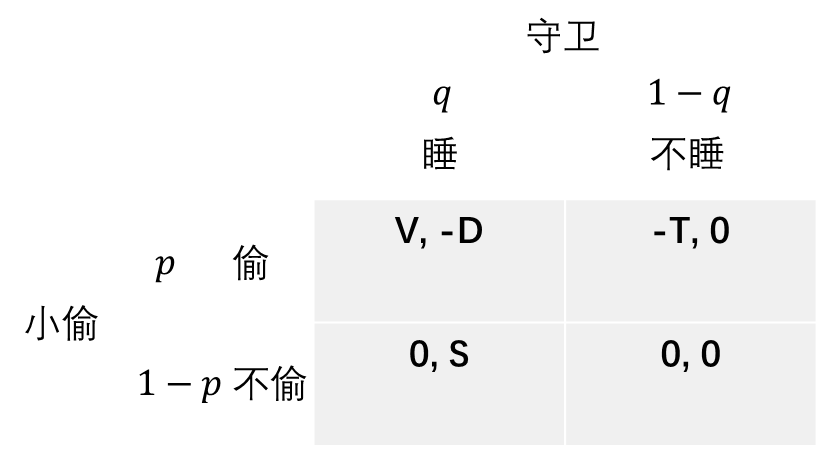 守卫
q 1 − q
睡 不睡
V, -D -T, 0
p 偷
小偷
0, S 0, 0
1 − p 不偷